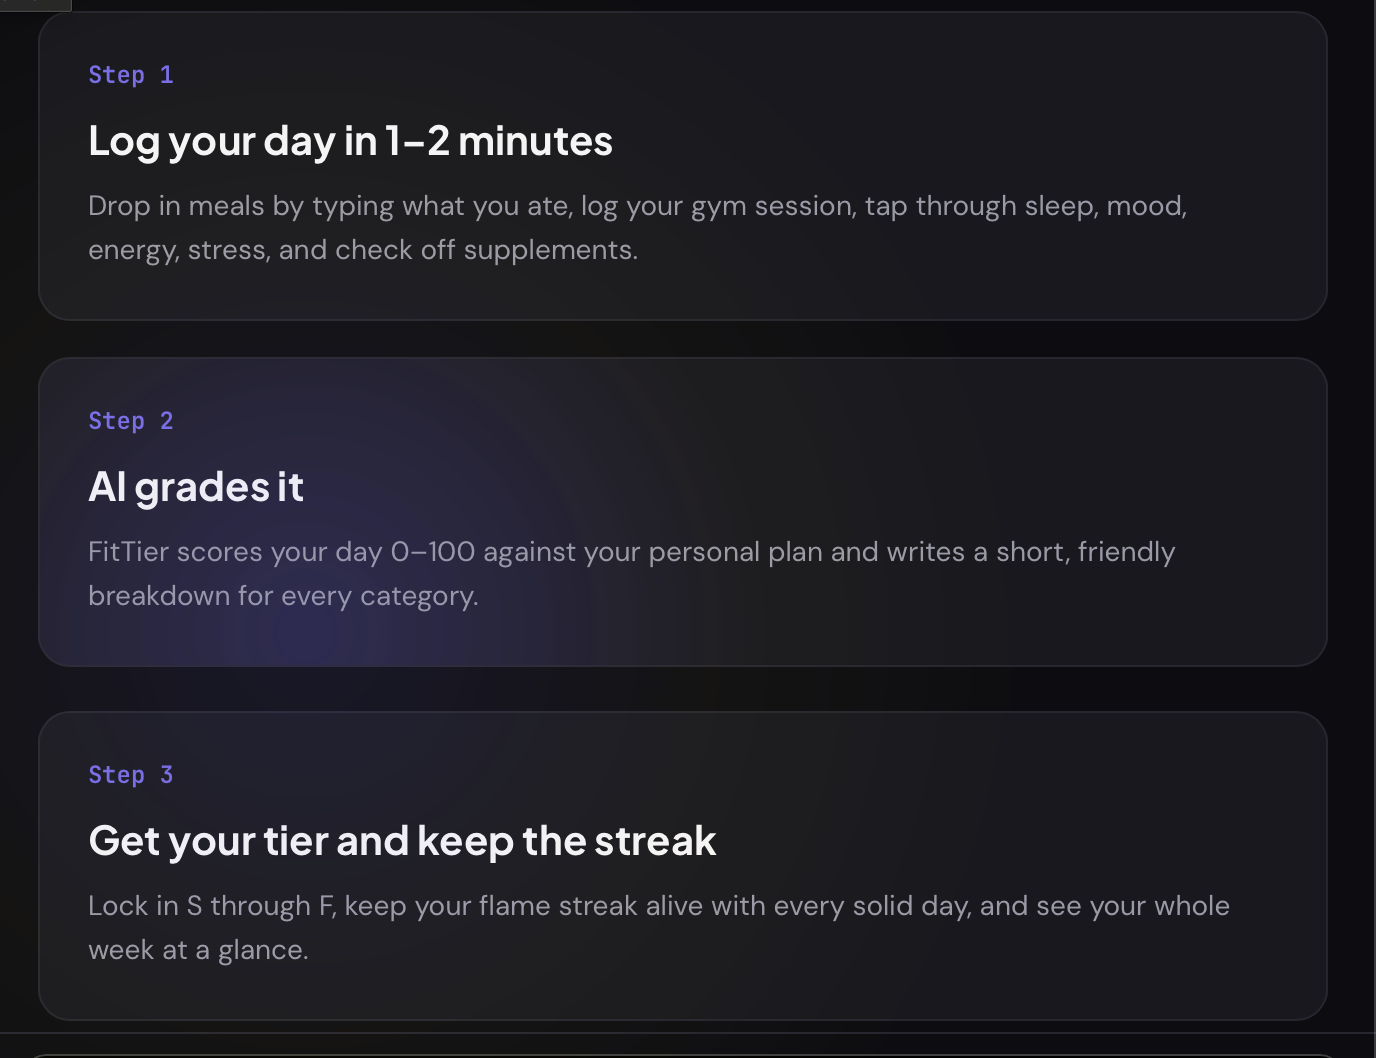 Step 1
Log your day in 1–2 minutes
Drop in meals by typing what you ate, log your gym session, tap through sleep, mood,
energy, stress, and check off supplements.
Step 2
AI grades it
FitTier scores your day 0–100 against your personal plan and writes a short, friendly
breakdown for every category.
Step 3
Get your tier and keep the streak
Lock in S through F, keep your flame streak alive with every solid day, and see your whole
week at a glance.